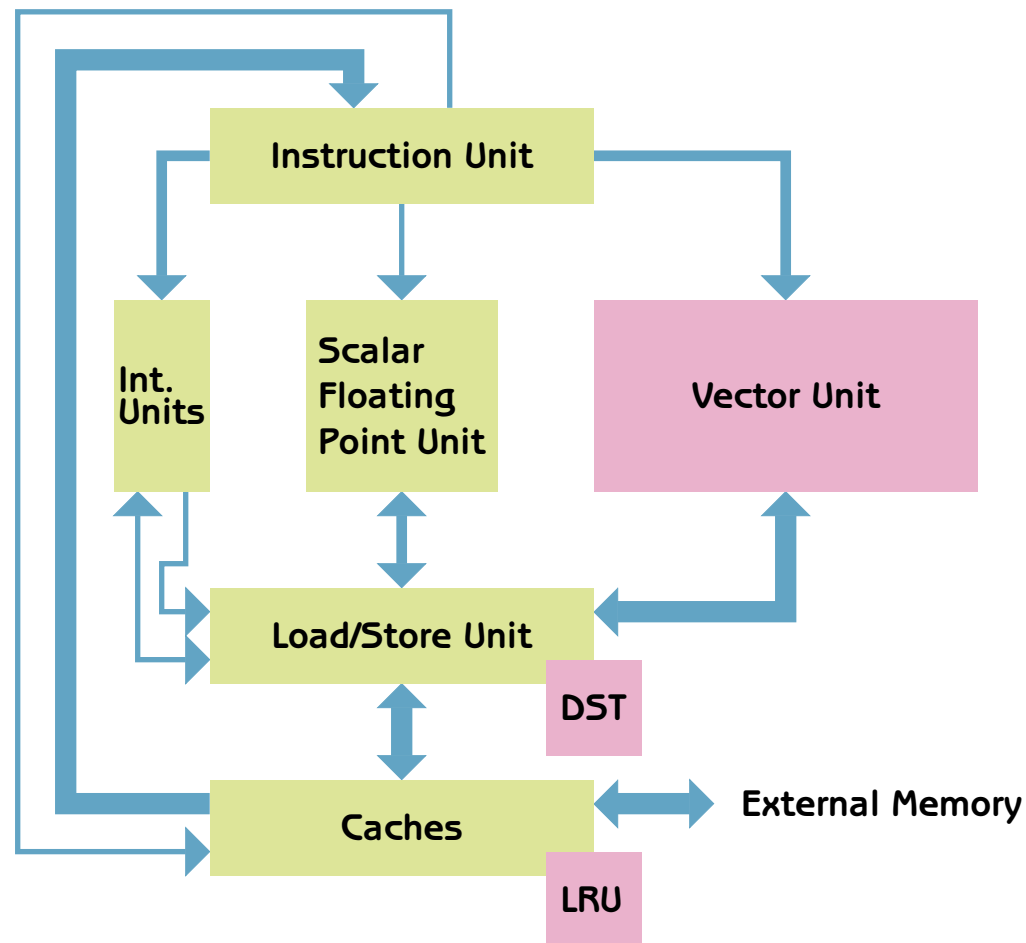 Instruction Unit
Int.
Units
Scalar
Floating
Point Unit
Vector Unit
Load/Store Unit
DST
Caches
External Memory
LRU